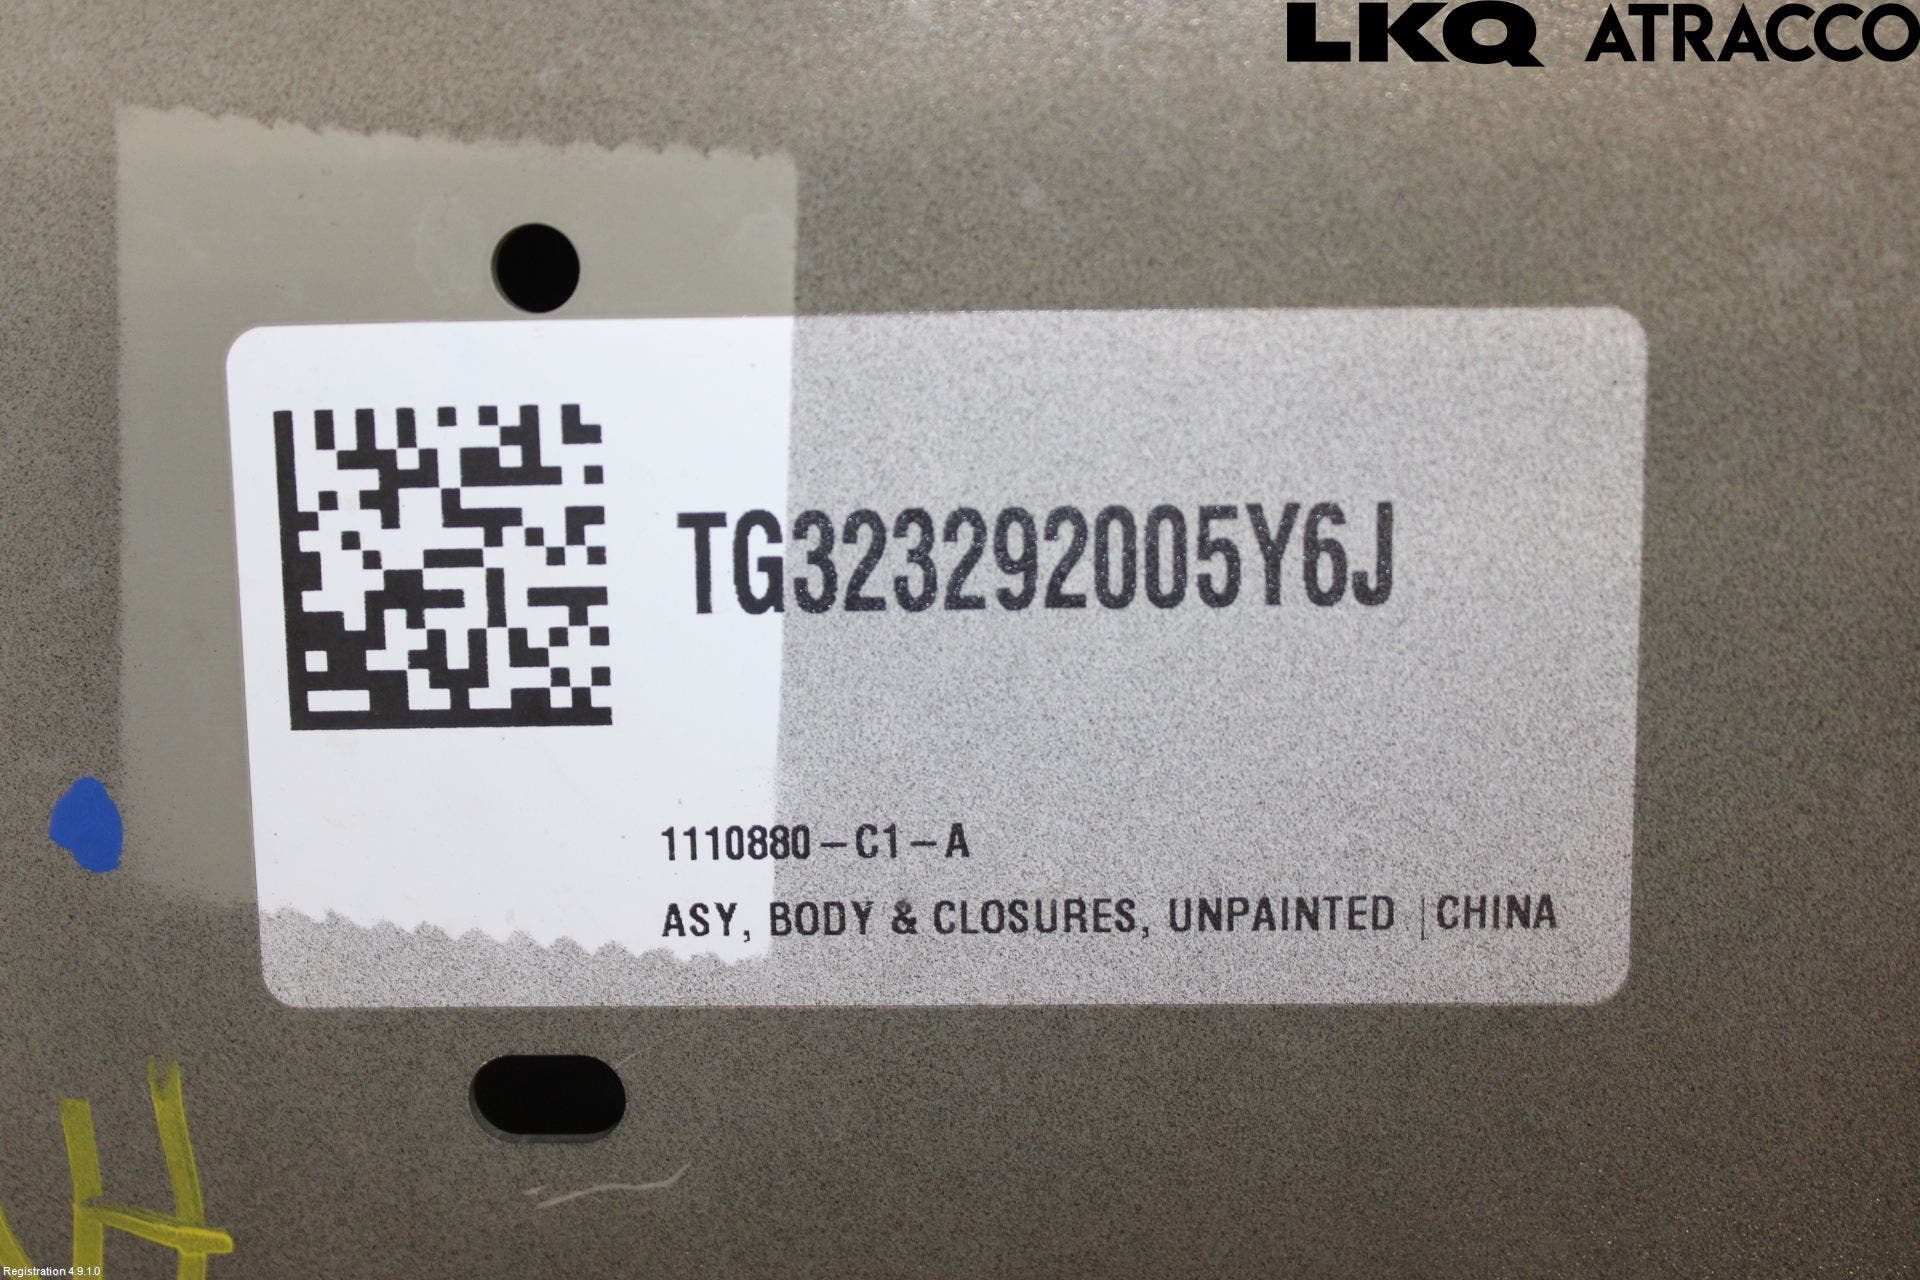 LKQ ATRACCO
TG323292005Y6J
1110880-C1-A
ASY, BODY & CLOSURES, UNPAINTED |CHINA
H
Registration 4.9.1.0